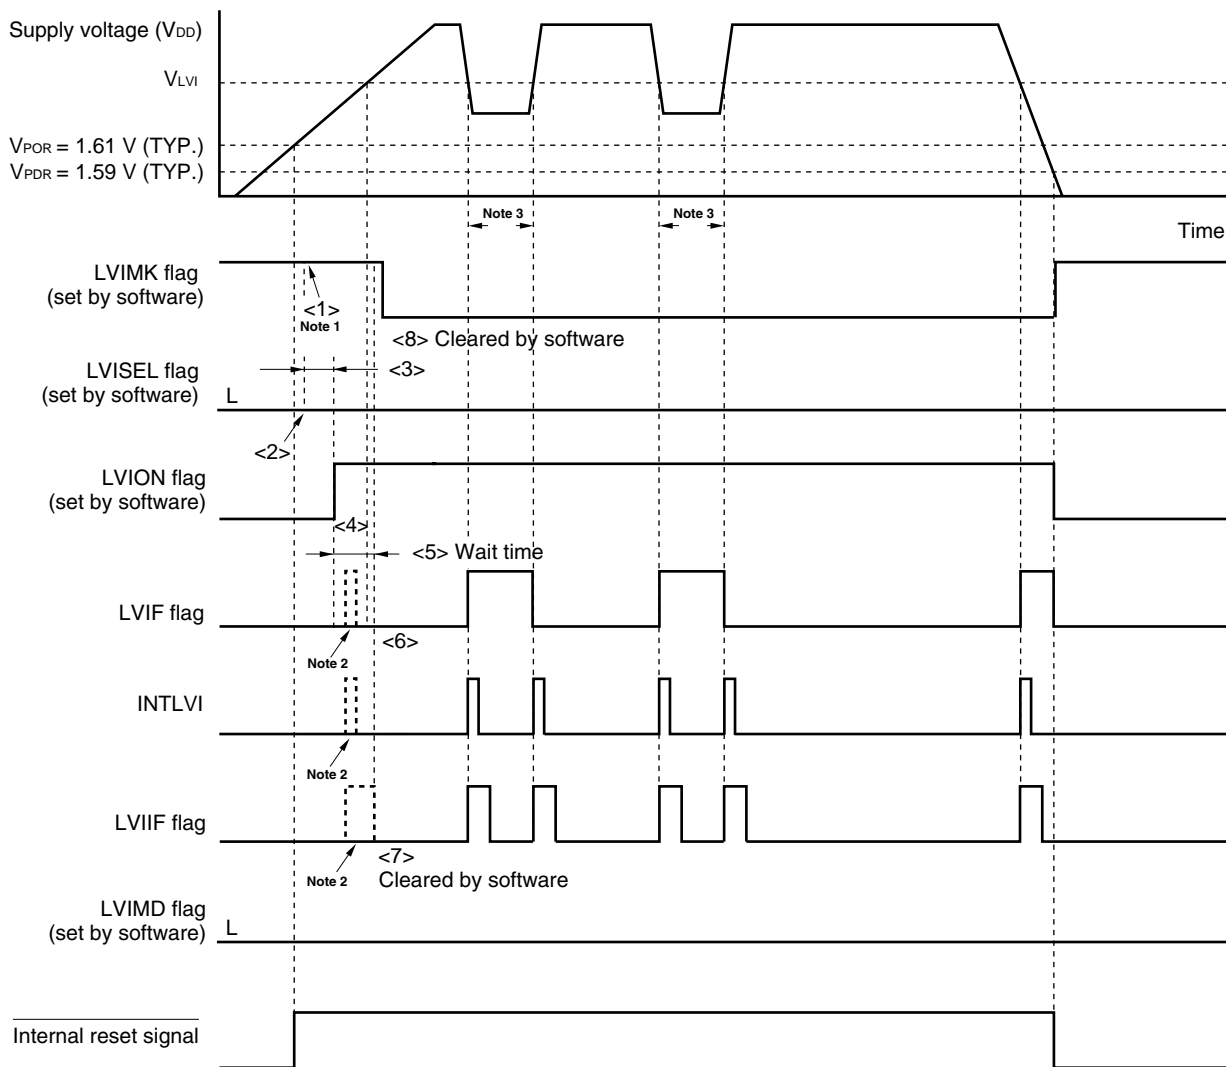 Supply voltage (VDD)
VLVI
VPOR = 1.61 V (TYP.)
VPDR = 1.59 V (TYP.)
Note 3
Note 3
Time
LVIMK flag
(set by software)
<1>
Note 1
<8> Cleared by software
LVISEL flag
(set by software)
L
<3>
<2>
LVION flag
(set by software)
<4>
<5> Wait time
LVIF flag
<6>
Note 2
INTLVI
Note 2
LVIIF flag
<7>
Note 2
Cleared by software
LVIMD flag
(set by software)
L
Internal reset signal